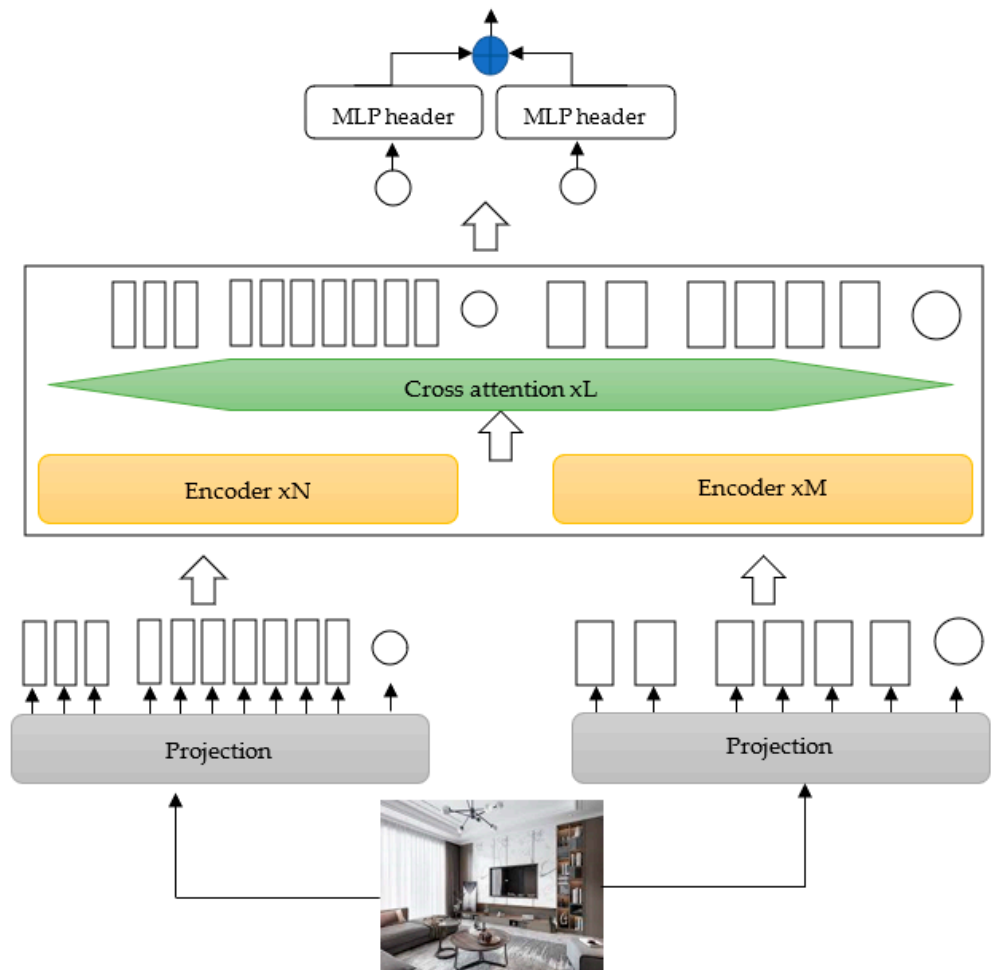 MLP header
MLP header
Cross attention xL
Encoder xN
Encoder xM
Projection
Projection